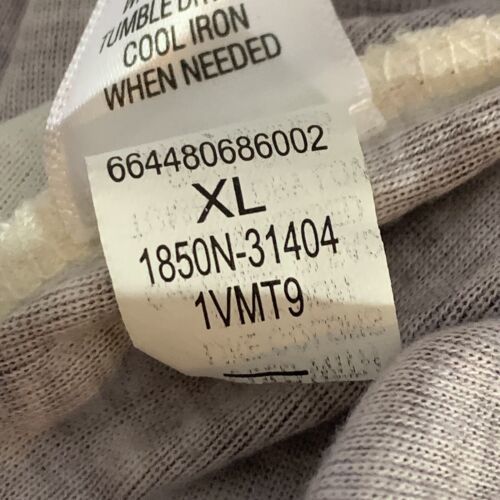 TUMBLE
COOL IRON
WHEN NEEDED
664480686002
XL
1850N-31404
1VMT9